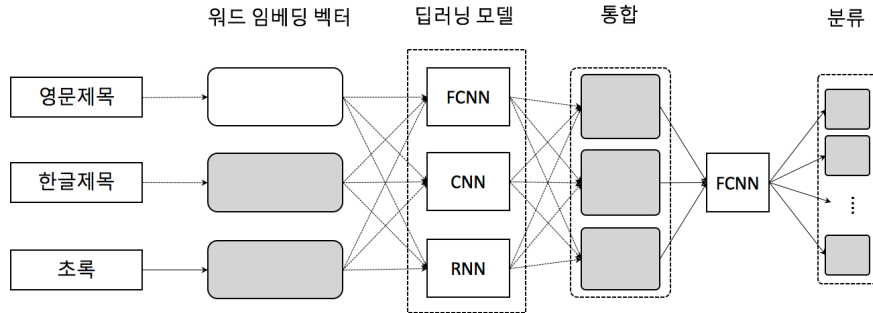 워드 임베딩 벡터
딥러닝 모델
통합
분류
영문제목
한글제목
초록
FCNN
CNN
RNN
FCNN
....